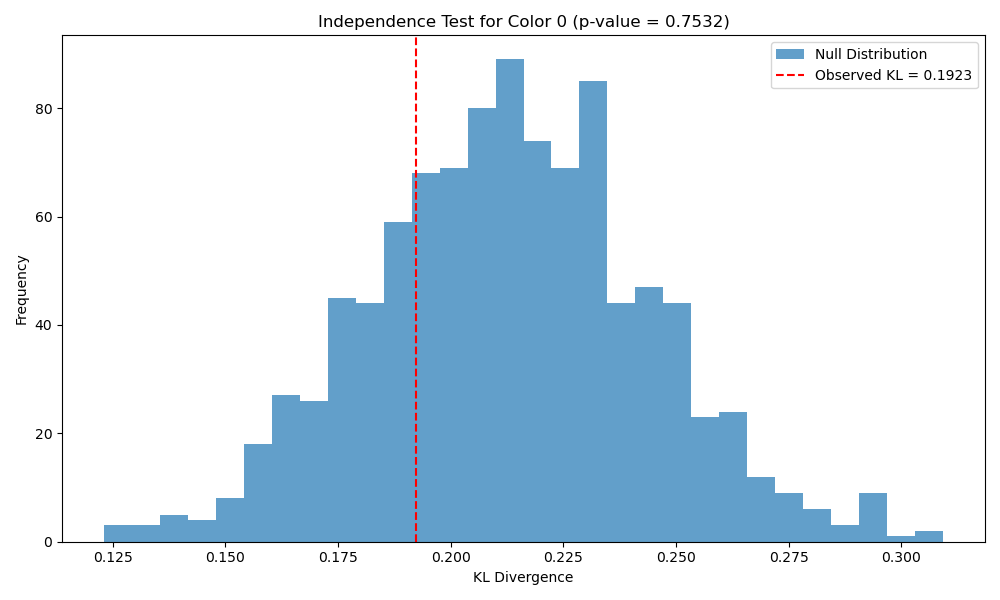 Independence Test for Color 0 (p-value = 0.7532)
Null Distribution
Observed KL = 0.1923
Frequency
80
60
40
20
0
0.125 0.150 0.175 0.200 0.225 0.250 0.275 0.300
KL Divergence